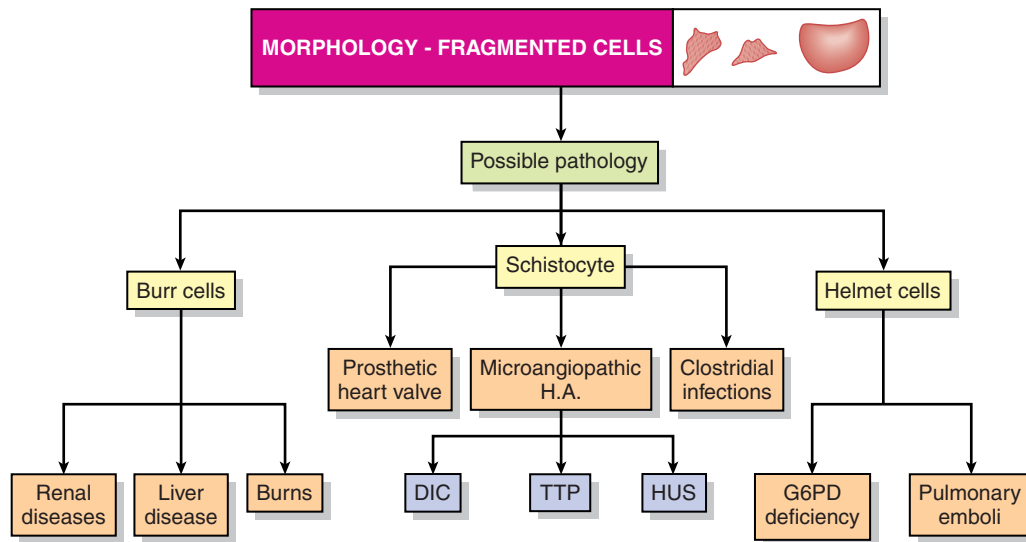 MORPHOLOGY - FRAGMENTED CELLS
Possible pathology
Burr cells
Schistocyte
Helmet cells
Prosthetic
heart valve
Microangiopathic
H.A.
Clostridial
infections
Renal
diseases
Liver
disease
Burns
DIC
TTP
HUS
G6PD
deficiency
Pulmonary
emboli